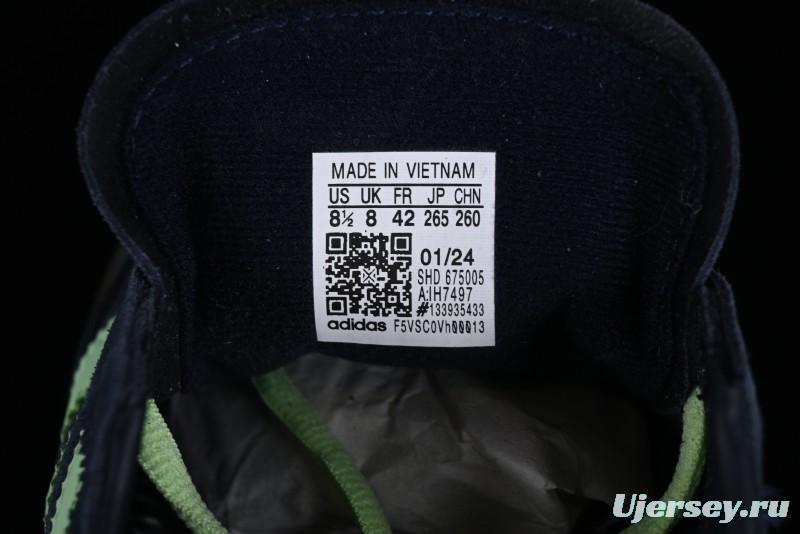 MADE IN VIETNAM
US UK FR JP CHN
8½ 8 42 265 260
01/24
SHD 675005
A:IH7497
#133935433
adidas F5VSC0Vh00013
Ujersey.ru